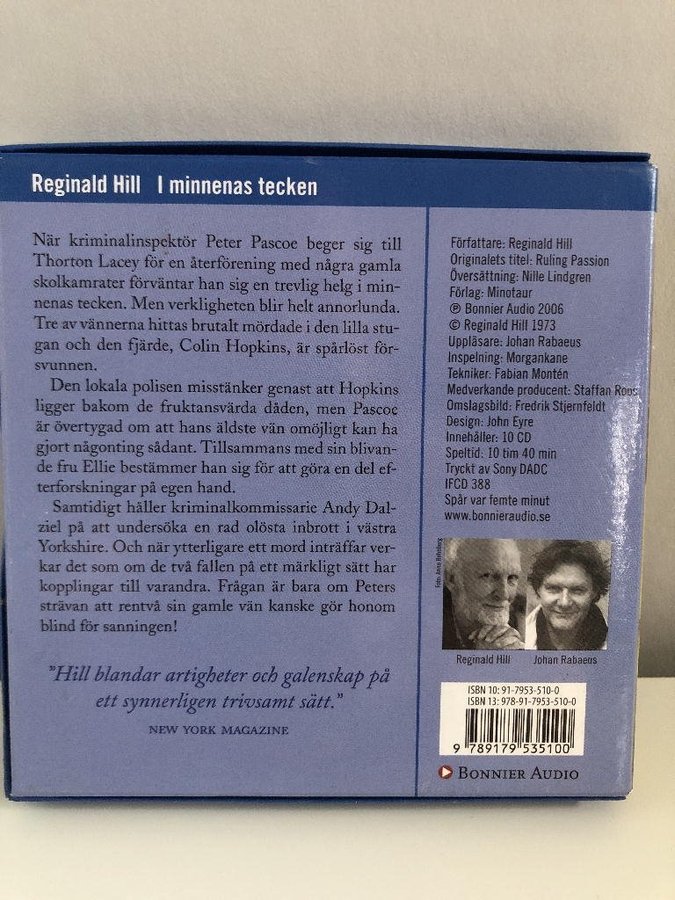 Reginald Hill I minnenas tecken
När kriminalinspektör Peter Pascoe beger sig till
Thorton Lacey för en återförening med några gamla
skolkamrater förväntar han sig en trevlig helg i min-
nenas tecken. Men verkligheten blir helt annorlunda.
Tre av vännerna hittas brutalt mördade i den lilla stu-
gan och den fjärde, Colin Hopkins, är spårlöst för-
svunnen.
Den lokala polisen misstänker genast att Hopkins
ligger bakom de fruktansvärda dåden, men Pascoe
är övertygad om att hans äldste vän omöjligt kan ha
gjort någonting sådant. Tillsammans med sin blivan-
de fru Ellie bestämmer han sig för att göra en del ef-
terforskningar på egen hand.
Samtidigt håller kriminalkommissarie Andy Dal-
ziel på att undersöka en rad olösta inbrott i västra
Yorkshire. Och när ytterligare ett mord inträffar ver-
kar det som om de två fallen på ett märkligt sätt har
kopplingar till varandra. Frågan är bara om Peters
strävan att rentvå sin gamle vän kanske gör honom
blind för sanningen!
"Hill blandar artigheter och galenskap på
ett synnerligen trivsamt sätt."
NEW YORK MAGAZINE
Författare: Reginald Hill
Originalets titel: Ruling Passion
Översättning: Nille Lindgren
Förlag: Minotaur
℗ Bonnier Audio 2006
© Reginald Hill 1973
Uppläsare: Johan Rabaeus
Inspelning: Morgankane
Tekniker: Fabian Montén
Medverkande producent: Staffan Roos
Omslagsbild: Fredrik Stjernfeldt
Design: John Eyre
Innehåller: 10 CD
Speltid: 10 tim 40 min
Tryckt av Sony DADC
IFCD 388
Spår var femte minut
www.bonnieraudio.se
Reginald Hill Johan Rabaeus
ISBN 10: 91-7953-510-0
ISBN 13: 978-91-7953-510-0
9 789179 535100
BONNIER AUDIO